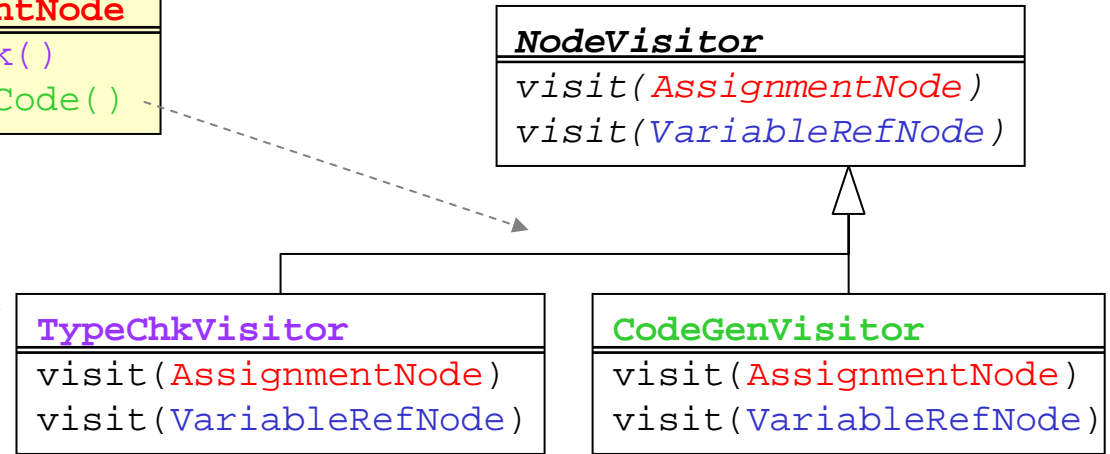 ntNode
k()
Code()
NodeVisitor
visit(AssignmentNode)
visit(VariableRefNode)
TypeChkVisitor
visit(AssignmentNode)
visit(VariableRefNode)
CodeGenVisitor
visit(AssignmentNode)
visit(VariableRefNode)